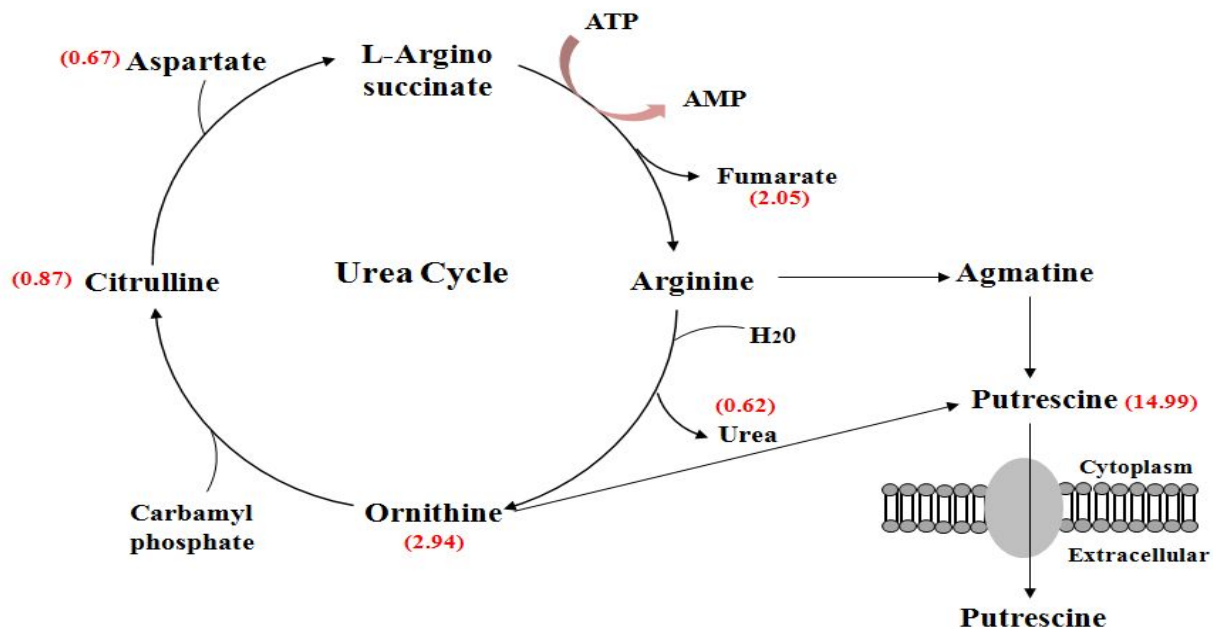 ATP
(0.67) Aspartate
L-Argino
succinate
AMP
Fumarate
(2.05)
(0.87) Citrulline
Urea Cycle
Arginine
Agmatine
H20
(0.62)
Urea
Putrescine (14.99)
Cytoplasm
Carbamyl
phosphate
Ornithine
(2.94)
Extracellular
Putrescine